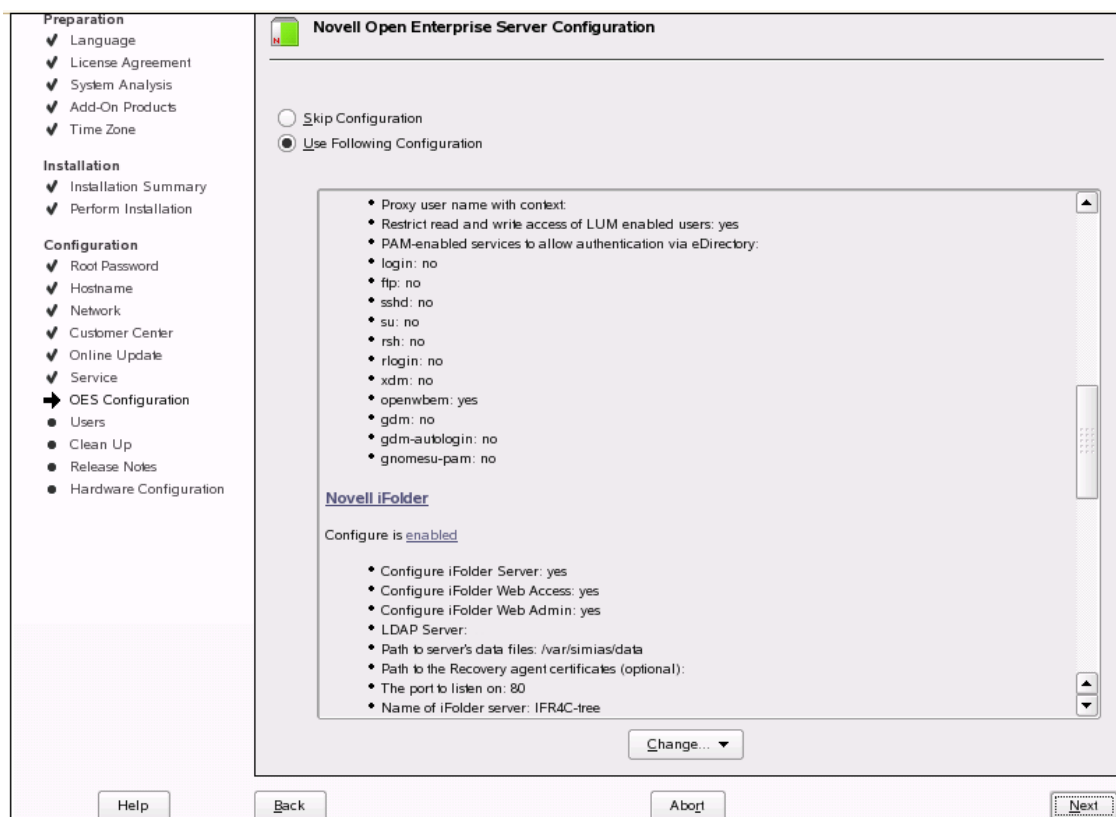 Preparation
Language
License Agreement
System Analysis
Add-On Products
Time Zone
Installation
Installation Summary
Perform Installation
Configuration
Root Password
Hostname
Network
Customer Center
Online Update
Service
OES Configuration
Users
Clean Up
Release Notes
Hardware Configuration
N
Novell Open Enterprise Server Configuration
Skip Configuration
Use Following Configuration
Proxy user name with context:
Restrict read and write access of LUM enabled users: yes
PAM-enabled services to allow authentication via eDirectory:
login: no
ftp: no
sshd: no
su: no
rsh: no
rlogin: no
xdm: no
openwbem: yes
gdm: no
gdm-autologin: no
gnomesu-pam: no
Novell iFolder
Configure is enabled
Configure iFolder Server: yes
Configure iFolder Web Access: yes
Configure iFolder Web Admin: yes
LDAP Server:
Path to server's data files: /var/simias/data
Path to the Recovery agent certificates (optional):
The port to listen on: 80
Name of iFolder server: IFR4C-tree
Change...
Help
Back
Abort
Next